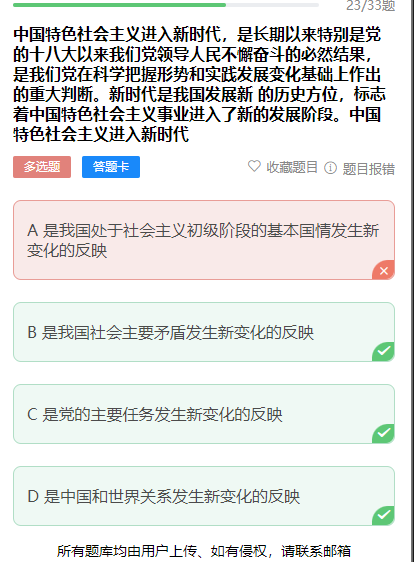 23/33题
中国特色社会主义进入新时代，是长期以来特别是党
的十八大以来我们党领导人民不懈奋斗的必然结果，
是我们党在科学把握形势和实践发展变化基础上作出
的重大判断。新时代是我国发展新 的历史方位，标志
着中国特色社会主义事业进入了新的发展阶段。中国
特色社会主义进入新时代
多选题 答题卡 收藏题目 题目报错
A 是我国处于社会主义初级阶段的基本国情发生新
变化的反映
B 是我国社会主要矛盾发生新变化的反映
C 是党的主要任务发生新变化的反映
D 是中国和世界关系发生新变化的反映
所有题库均由用户上传、如有侵权，请联系邮箱